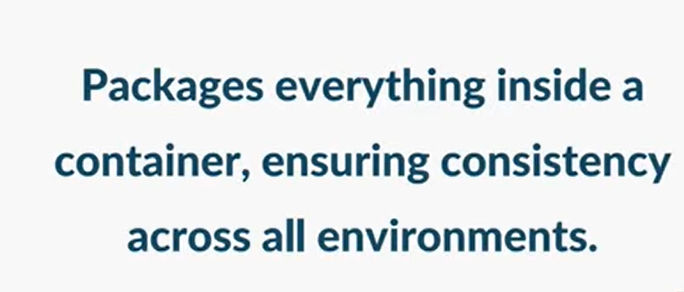 Packages everything inside a
container, ensuring consistency
across all environments.